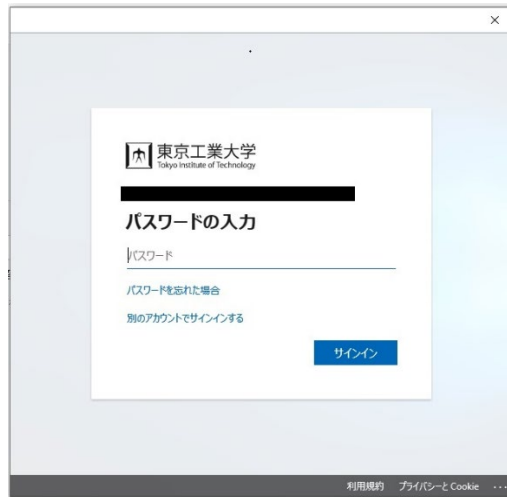 東京工業大学
Tokyo Institute of Technology
パスワードの入力
パスワード
パスワードを忘れた場合
別のアカウントでサインインする
サインイン
利用規約 プライバシーと Cookie ...